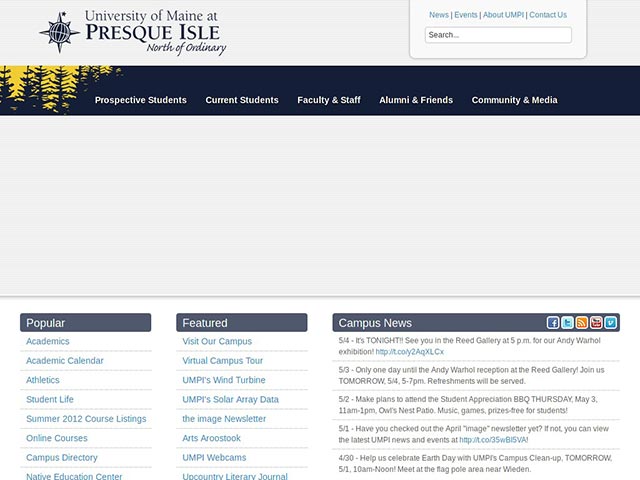 University of Maine at
PRESQUE ISLE
North of Ordinary
News | Events | About UMPI | Contact Us
Search...
Prospective Students Current Students Faculty & Staff Alumni & Friends Community & Media
Popular
Academics
Academic Calendar
Athletics
Student Life
Summer 2012 Course Listings
Online Courses
Campus Directory
Native Education Center
Featured
Visit Our Campus
Virtual Campus Tour
UMPI's Wind Turbine
UMPI's Solar Array Data
the image Newsletter
Arts Aroostook
UMPI Webcams
Upcountry Literary Journal
Campus News
5/4 - It's TONIGHT!! See you in the Reed Gallery at 5 p.m. for our Andy Warhol
exhibition! http://t.co/y2AqXLCx
5/3 - Only one day until the Andy Warhol reception at the Reed Gallery! Join us
TOMORROW, 5/4, 5-7pm. Refreshments will be served.
5/2 - Make plans to attend the Student Appreciation BBQ THURSDAY, May 3,
11am-1pm, Owl's Nest Patio. Music, games, prizes-free for students!
5/1 - Have you checked out the April "image" newsletter yet? If not, you can view
the latest UMPI news and events at http://t.co/35wBl5VA!
4/30 - Help us celebrate Earth Day with UMPI's Campus Clean-up, TOMORROW,
5/1, 10am-Noon! Meet at the flag pole area near Wieden.